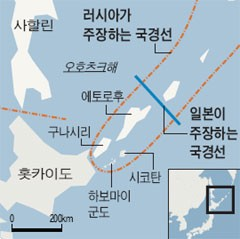 사할린
러시아가
주장하는 국경선
오호츠크해
에토로후
일본이
주장하는
국경선
구나시리
시코탄
홋카이도
하보마이
군도
0 200km